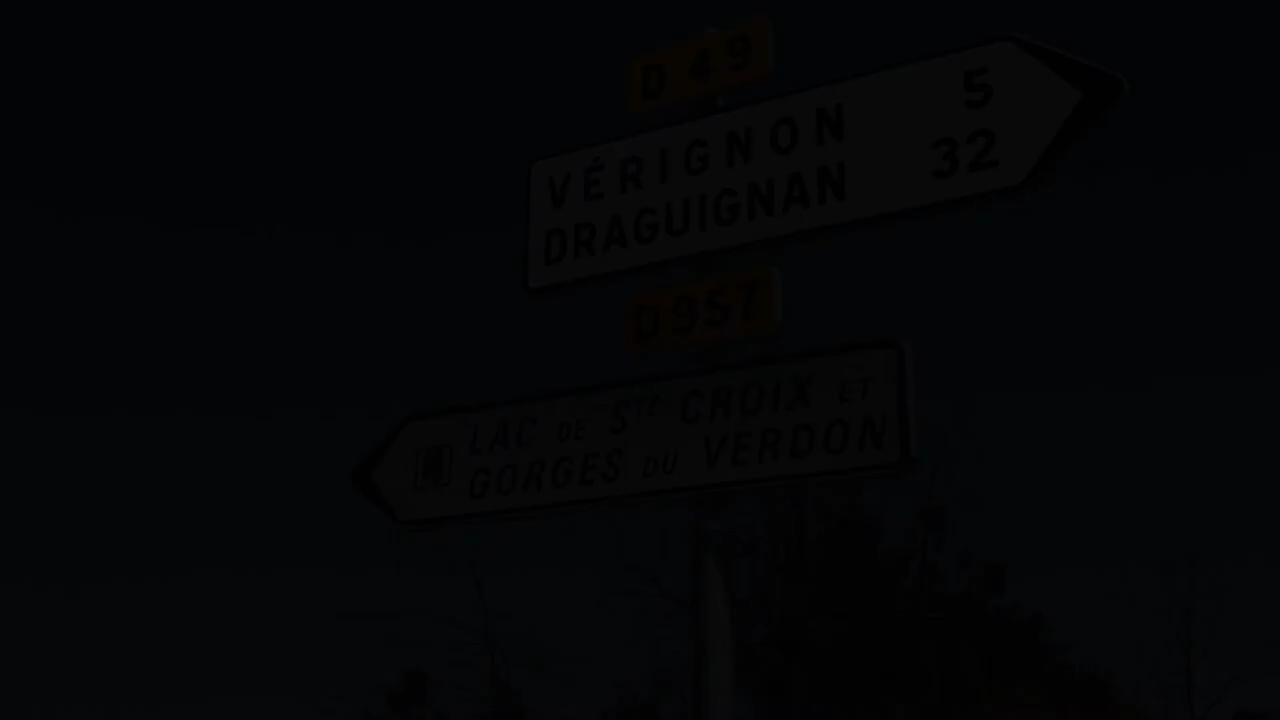 D 49
VÉRIGNON 5
DRAGUIGNAN 32
D 957
LAC DE STE CROIX ET
GORGES DU VERDON